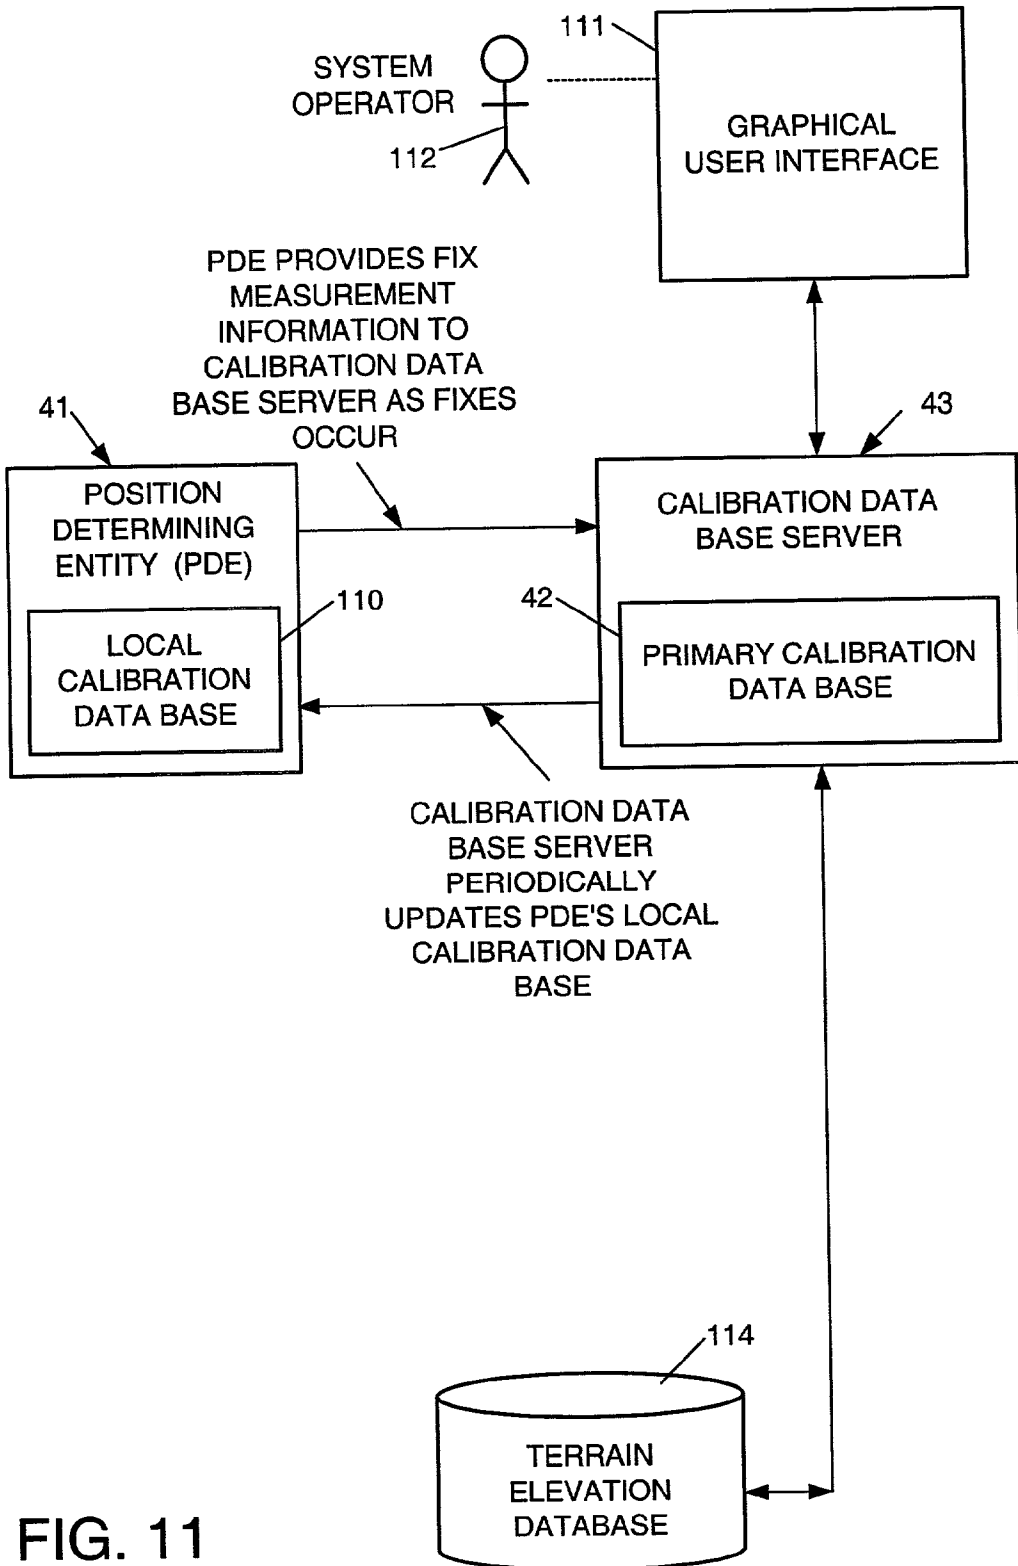 111
SYSTEM
OPERATOR
112
GRAPHICAL
USER INTERFACE
PDE PROVIDES FIX
MEASUREMENT
INFORMATION TO
CALIBRATION DATA
BASE SERVER AS FIXES
OCCUR
41
43
POSITION
DETERMINING
ENTITY (PDE)
CALIBRATION DATA
BASE SERVER
110
42
LOCAL
CALIBRATION
DATA BASE
PRIMARY CALIBRATION
DATA BASE
CALIBRATION DATA
BASE SERVER
PERIODICALLY
UPDATES PDE'S LOCAL
CALIBRATION DATA
BASE
114
TERRAIN
ELEVATION
DATABASE
FIG. 11